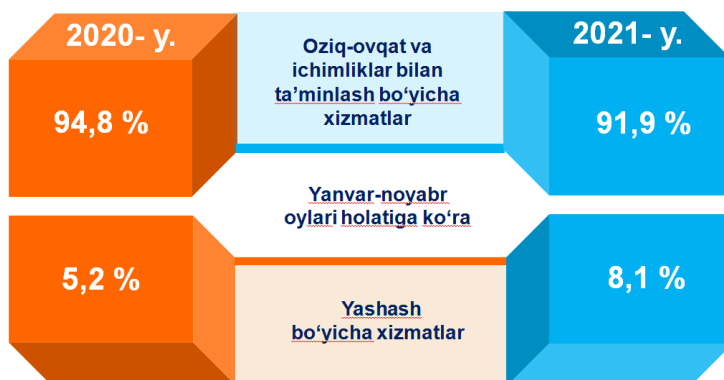 2020- y.
Oziq-ovqat va
ichimliklar bilan
ta’minlash bo‘yicha
xizmatlar
2021- y.
94,8 %
91,9 %
Yanvar-noyabr
oylari holatiga ko‘ra
5,2 %
8,1 %
Yashash
bo‘yicha xizmatlar